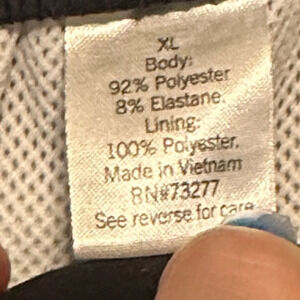 XL
Body:
92% Polyester
8% Elastane.
Lining:
100% Polyester.
Made in Vietnam
RN#73277
See reverse for care